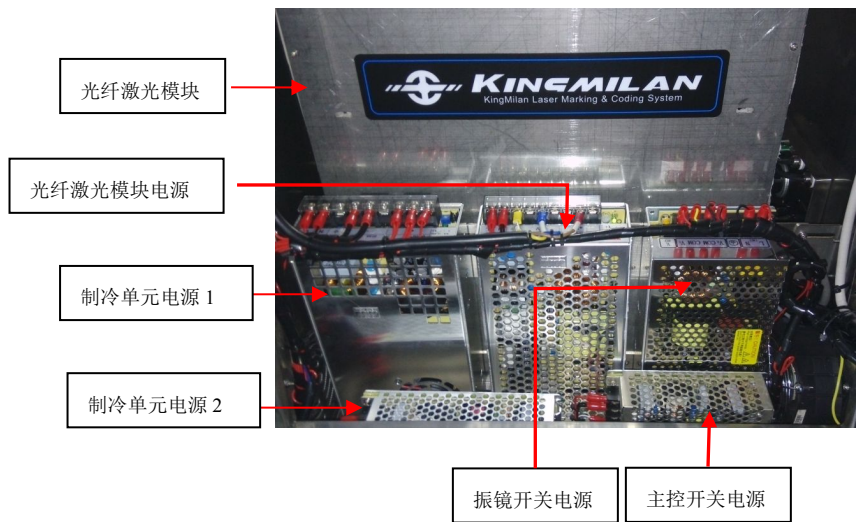 KINGMILAN
KingMilan Laser Marking & Coding System
光纤激光模块
光纤激光模块电源
制冷单元电源 1
制冷单元电源 2
振镜开关电源
主控开关电源